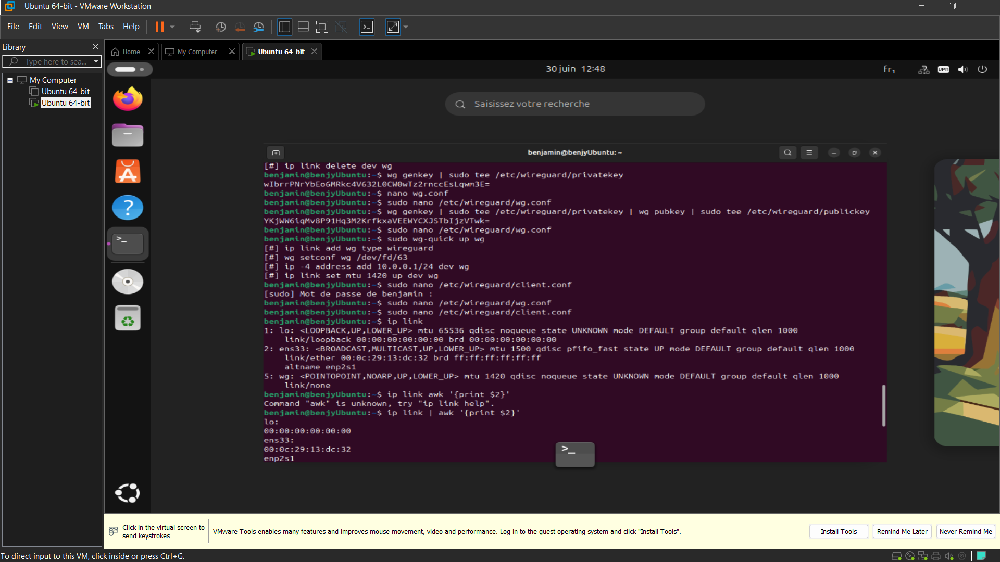 Ubuntu 64-bit - VMware Workstation
File Edit View VM Tabs Help
Library
Type here to sea...
My Computer
Ubuntu 64-bit
Ubuntu 64-bit
Home
My Computer
Ubuntu 64-bit
30 juin 12:48
fr₁
VPN
Saisissez votre recherche
benjamin@benjyUbuntu: ~
[#] ip link delete dev wg
benjamin@benjyUbuntu:~$ wg genkey | sudo tee /etc/wireguard/privatekey
wIbrrPNrYbEo6MRkc4V632L0CW0wTz2rnccEsLqwm3E=
benjamin@benjyUbuntu:~$ nano wg.conf
benjamin@benjyUbuntu:~$ sudo nano /etc/wireguard/wg.conf
benjamin@benjyUbuntu:~$ wg genkey | sudo tee /etc/wireguard/privatekey | wg pubkey | sudo tee /etc/wireguard/publickey
YKjWW6iqMv8P91Hq3M2KrfkxaVEEWYCXJSTbIjzVTwk=
benjamin@benjyUbuntu:~$ sudo nano /etc/wireguard/wg.conf
benjamin@benjyUbuntu:~$ sudo wg-quick up wg
[#] ip link add wg type wireguard
[#] wg setconf wg /dev/fd/63
[#] ip -4 address add 10.0.0.1/24 dev wg
[#] ip link set mtu 1420 up dev wg
benjamin@benjyUbuntu:~$ sudo nano /etc/wireguard/client.conf
[sudo] Mot de passe de benjamin :
benjamin@benjyUbuntu:~$ sudo nano /etc/wireguard/wg.conf
benjamin@benjyUbuntu:~$ sudo nano /etc/wireguard/client.conf
benjamin@benjyUbuntu:~$ ip link
1: lo: <LOOPBACK,UP,LOWER_UP> mtu 65536 qdisc noqueue state UNKNOWN mode DEFAULT group default qlen 1000
link/loopback 00:00:00:00:00:00 brd 00:00:00:00:00:00
2: ens33: <BROADCAST,MULTICAST,UP,LOWER_UP> mtu 1500 qdisc pfifo_fast state UP mode DEFAULT group default qlen 1000
link/ether 00:0c:29:13:dc:32 brd ff:ff:ff:ff:ff:ff
altname enp2s1
5: wg: <POINTOPOINT,NOARP,UP,LOWER_UP> mtu 1420 qdisc noqueue state UNKNOWN mode DEFAULT group default qlen 1000
link/none
benjamin@benjyUbuntu:~$ ip link awk '{print $2}'
Command "awk" is unknown, try "ip link help".
benjamin@benjyUbuntu:~$ ip link | awk '{print $2}'
lo:
00:00:00:00:00:00
ens33:
00:0c:29:13:dc:32
enp2s1
Click in the virtual screen to
send keystrokes
VMware Tools enables many features and improves mouse movement, video and performance. Log in to the guest operating system and click "Install Tools".
Install Tools
Remind Me Later
Never Remind Me
To direct input to this VM, click inside or press Ctrl+G.